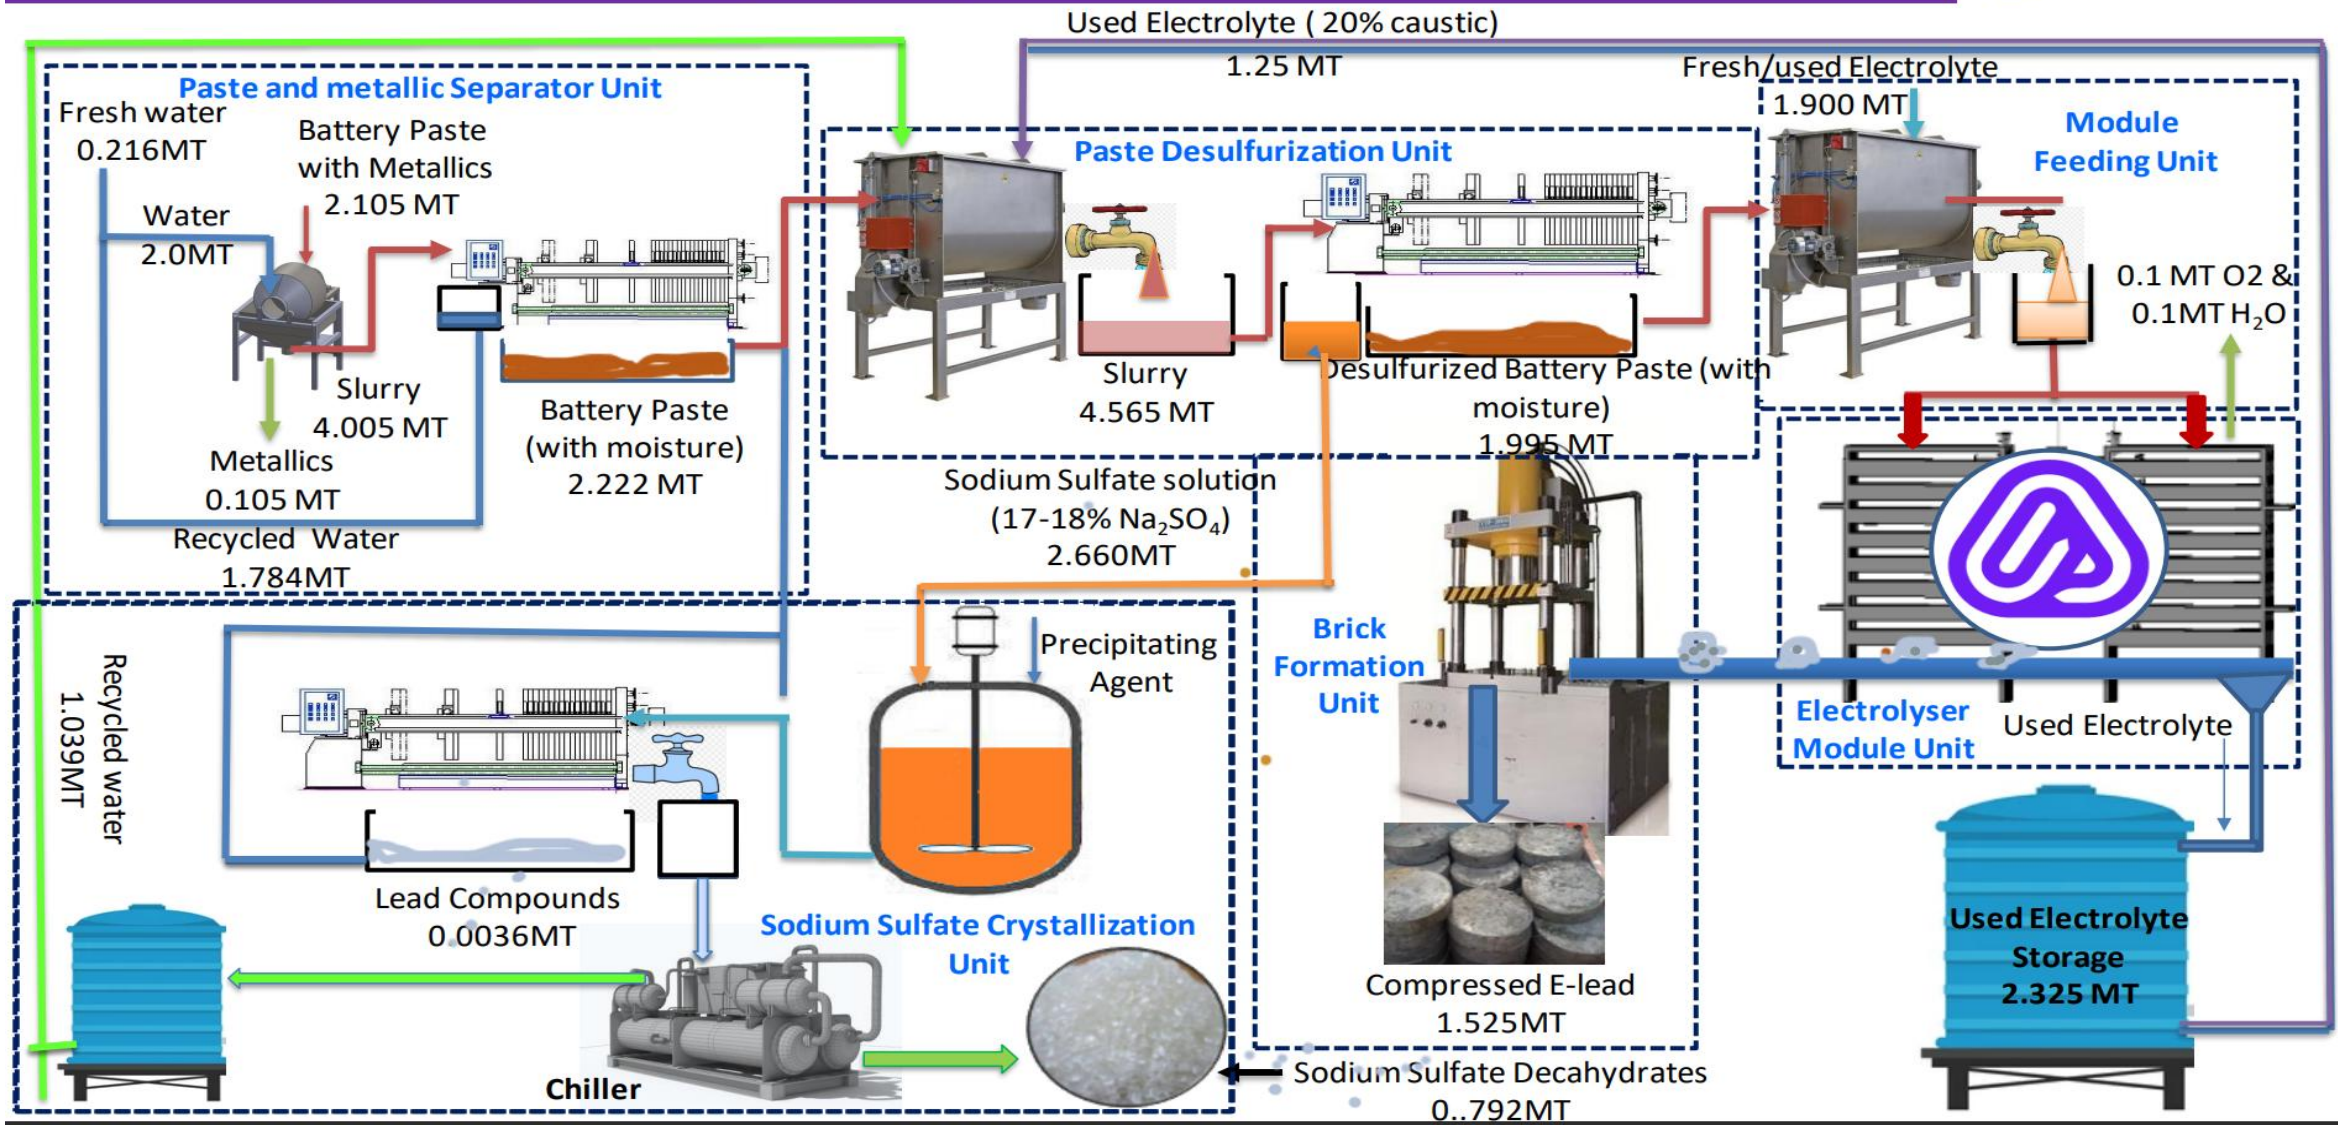 Used Electrolyte ( 20% caustic)
1.25 MT
Fresh/used Electrolyte
1.900 MT
Paste and metallic Separator Unit
Fresh water
0.216MT
Battery Paste
with Metallics
2.105 MT
Water
2.0MT
Slurry
4.005 MT
Metallics
0.105 MT
Battery Paste
(with moisture)
2.222 MT
Recycled Water
1.784MT
Paste Desulfurization Unit
Slurry
4.565 MT
Desulfurized Battery Paste (with
moisture)
1.995 MT
Module
Feeding Unit
0.1 MT O2 &
0.1MT H₂O
Sodium Sulfate solution
(17-18% Na₂SO₄)
2.660MT
Precipitating
Agent
Brick
Formation
Unit
Electrolyser
Module Unit
Used Electrolyte
Recycled water
1.039MT
Lead Compounds
0.0036MT
Sodium Sulfate Crystallization
Unit
Chiller
Compressed E-lead
1.525MT
Used Electrolyte
Storage
2.325 MT
Sodium Sulfate Decahydrates
0..792MT